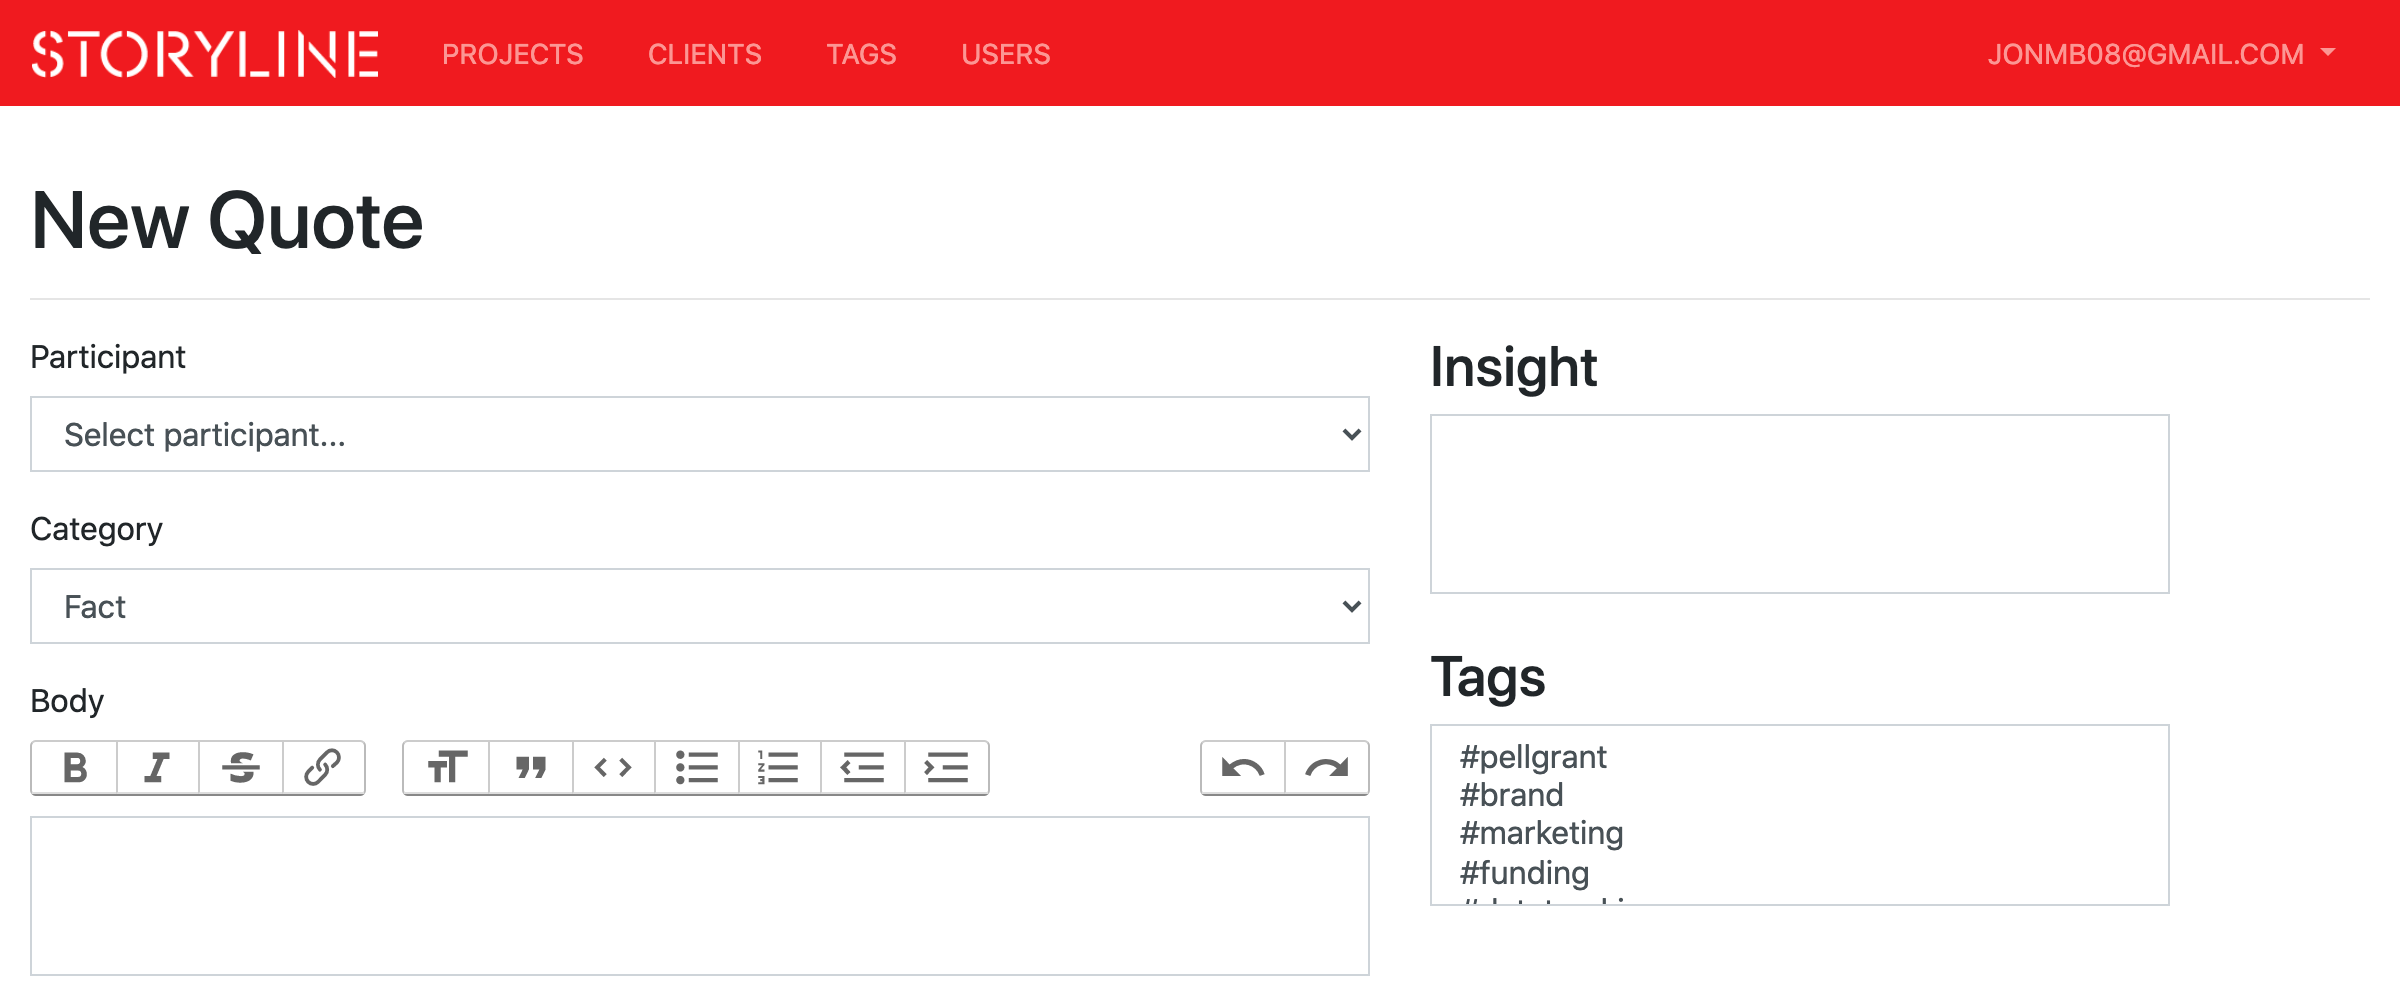 STORYLINE PROJECTS CLIENTS TAGS USERS JONMB08@GMAIL.COM
New Quote
Participant
Select participant...
Category
Fact
Body
Insight
Tags
#pellgrant
#brand
#marketing
#funding